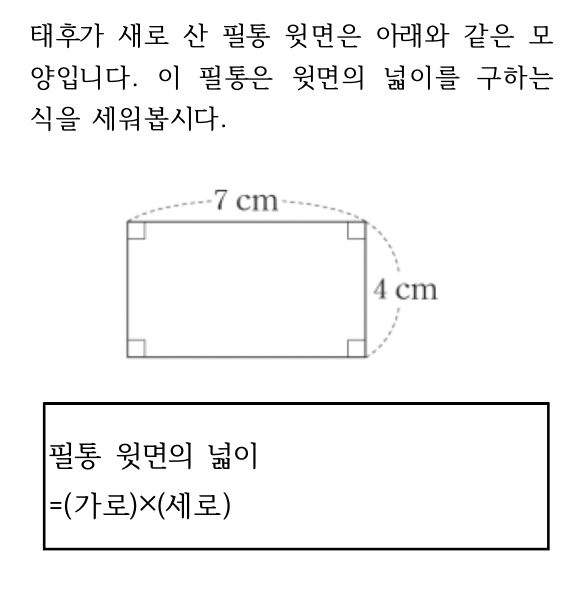 태후가 새로 산 필통 윗면은 아래와 같은 모
양입니다. 이 필통은 윗면의 넓이를 구하는
식을 세워봅시다.
7 cm
4 cm
필통 윗면의 넓이
=(가로)×(세로)